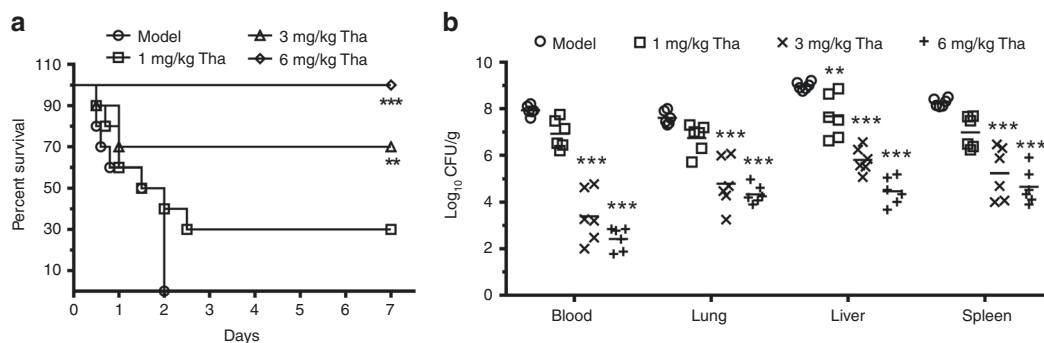 a
Model
3 mg/kg Tha
1 mg/kg Tha
6 mg/kg Tha
Percent survival
110
90
70
50
30
10
***
**
0 1 2 3 4 5 6 7
Days
b
Model
1 mg/kg Tha
3 mg/kg Tha
6 mg/kg Tha
Log10 CFU/g
10
8
6
4
2
0
***
***
***
***
**
***
***
***
***
Blood Lung Liver Spleen